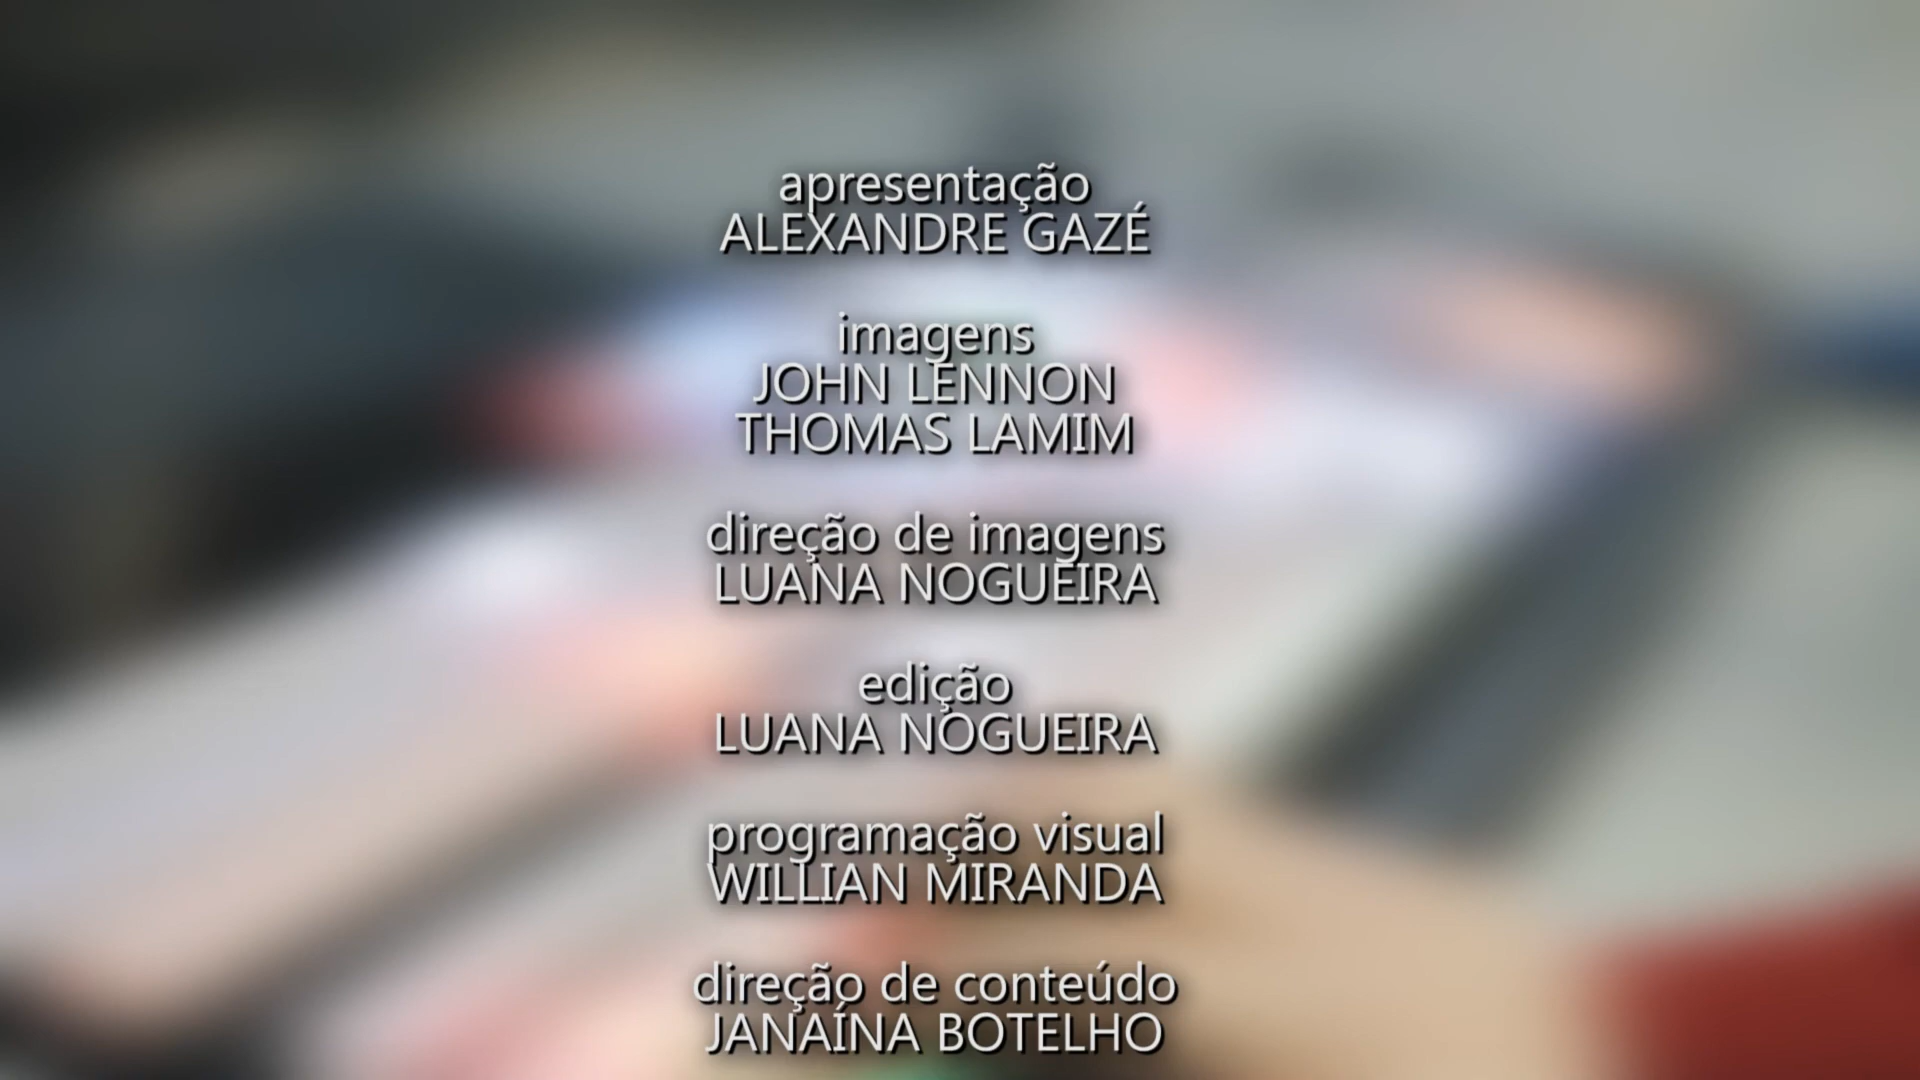 apresentação
ALEXANDRE GAZÉ
imagens
JOHN LENNON
THOMAS LAMIM
direção de imagens
LUANA NOGUEIRA
edição
LUANA NOGUEIRA
programação visual
WILLIAN MIRANDA
direção de conteúdo
JANAÍNA BOTELHO